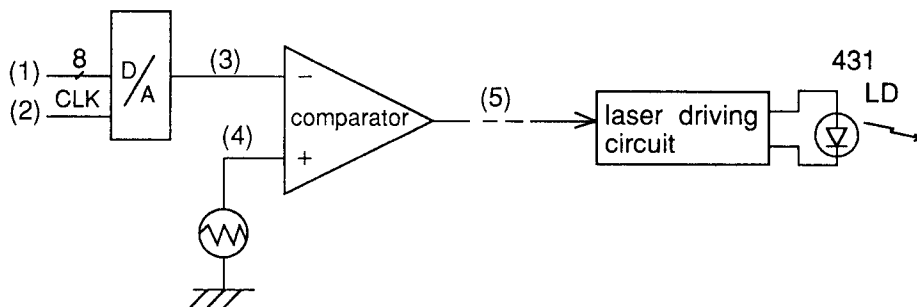 (1)
8
(2)
CLK
D/A
(3)
−
(4)
+
comparator
(5)
laser driving
circuit
431
LD